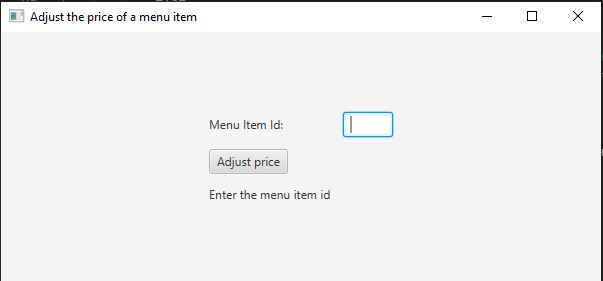 Adjust the price of a menu item
Menu Item Id:
Adjust price
Enter the menu item id